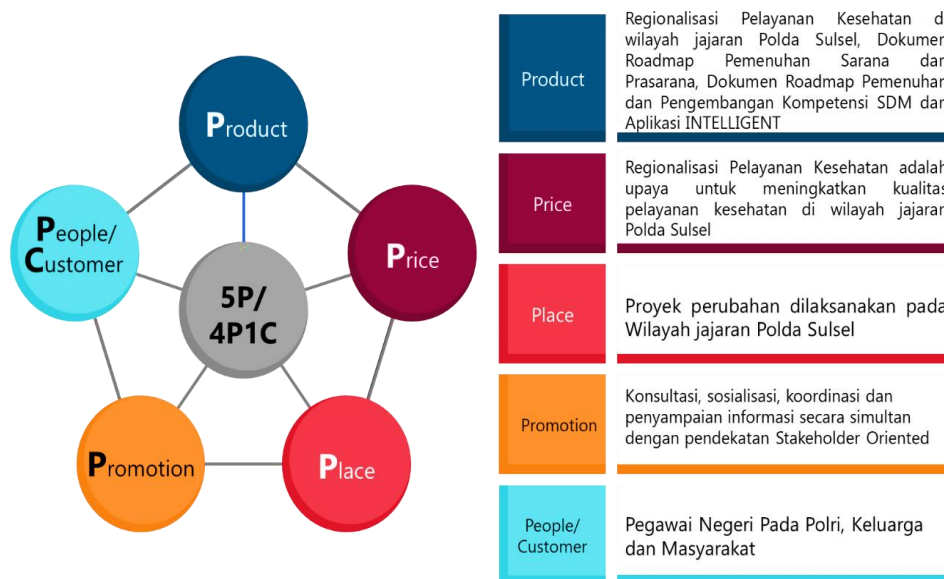 Product
People/
Customer
Price
5P/
4P1C
Promotion
Place
Product
Regionalisasi Pelayanan Kesehatan d
wilayah jajaran Polda Sulsel, Dokumen
Roadmap Pemenuhan Sarana dan
Prasarana, Dokumen Roadmap Pemenuhan
dan Pengembangan Kompetensi SDM dan
Aplikasi INTELLIGENT
Price
Regionalisasi Pelayanan Kesehatan adalah
upaya untuk meningkatkan kualitas
pelayanan kesehatan di wilayah jajaran
Polda Sulsel
Place
Proyek perubahan dilaksanakan pada
Wilayah jajaran Polda Sulsel
Promotion
Konsultasi, sosialisasi, koordinasi dan
penyampaian informasi secara simultan
dengan pendekatan Stakeholder Oriented
People/
Customer
Pegawai Negeri Pada Polri, Keluarga
dan Masyarakat